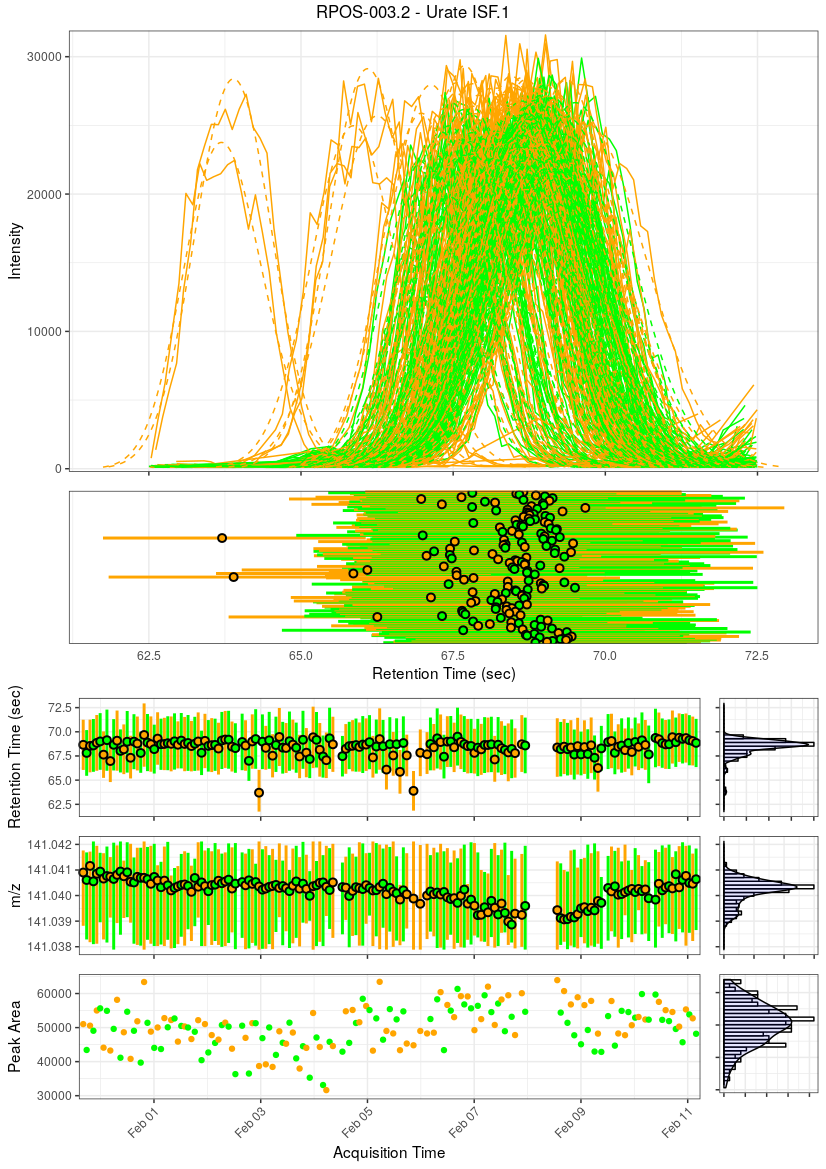 RPOS-003.2 - Urate ISF.1
30000
20000
10000
0
Intensity
62.5 65.0 67.5 70.0 72.5
Retention Time (sec)
72.5
70.0
67.5
65.0
62.5
Retention Time (sec)
141.042
141.041
141.040
141.039
141.038
m/z
60000
50000
40000
30000
Peak Area
Feb 01 Feb 03 Feb 05 Feb 07 Feb 09 Feb 11
Acquisition Time